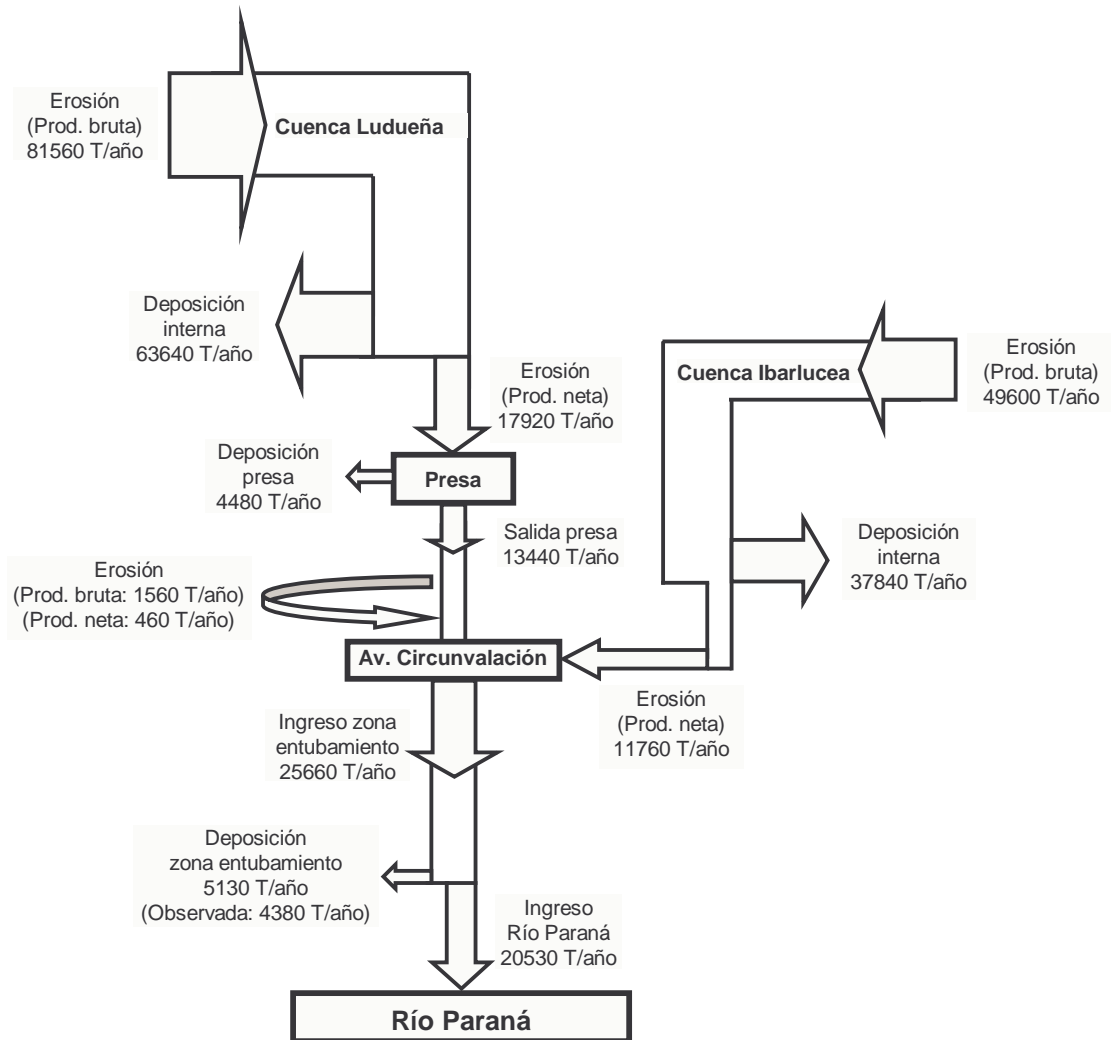 Erosión
(Prod. bruta)
81560 T/año
Cuenca Ludueña
Deposición
interna
63640 T/año
Erosión
(Prod. neta)
17920 T/año
Cuenca Ibarlucea
Erosión
(Prod. bruta)
49600 T/año
Deposición
presa
4480 T/año
Presa
Salida presa
13440 T/año
Deposición
interna
37840 T/año
Erosión
(Prod. bruta: 1560 T/año)
(Prod. neta: 460 T/año)
Av. Circunvalación
Erosión
(Prod. neta)
11760 T/año
Ingreso zona
entubamiento
25660 T/año
Deposición
zona entubamiento
5130 T/año
(Observada: 4380 T/año)
Ingreso
Río Paraná
20530 T/año
Río Paraná